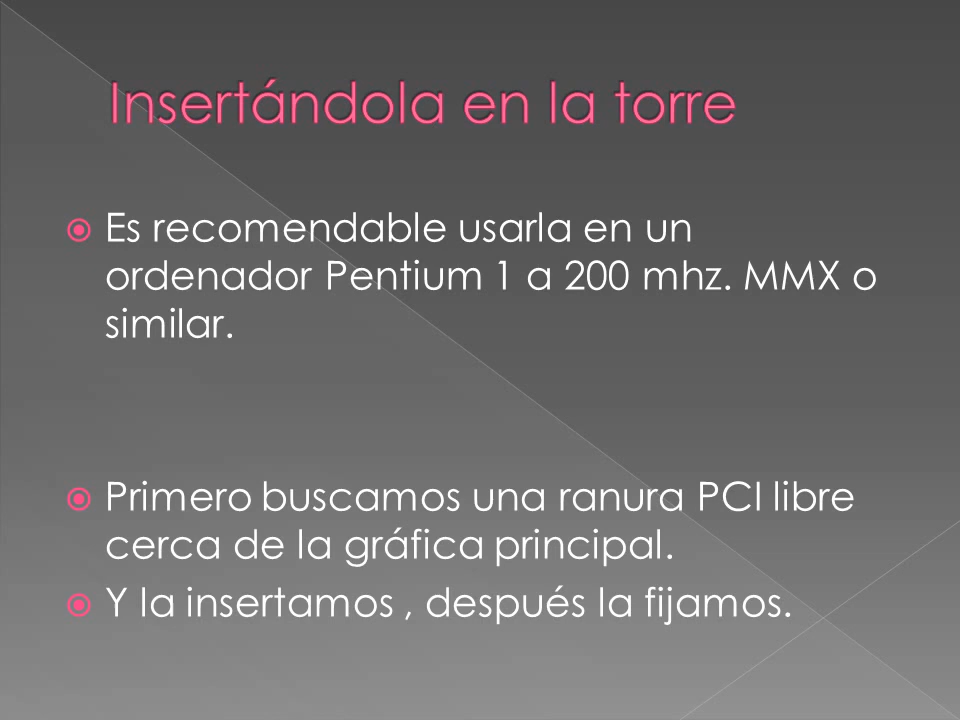 Insertándola en la torre
Es recomendable usarla en un
ordenador Pentium 1 a 200 mhz. MMX o
similar.
Primero buscamos una ranura PCI libre
cerca de la gráfica principal.
Y la insertamos , después la fijamos.